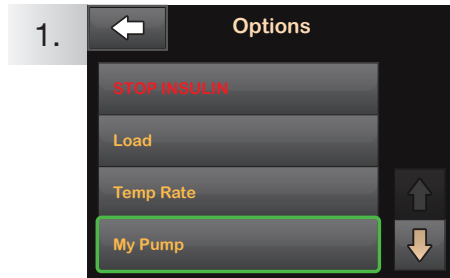 1.
Options
STOP INSULIN
Load
Temp Rate
My Pump